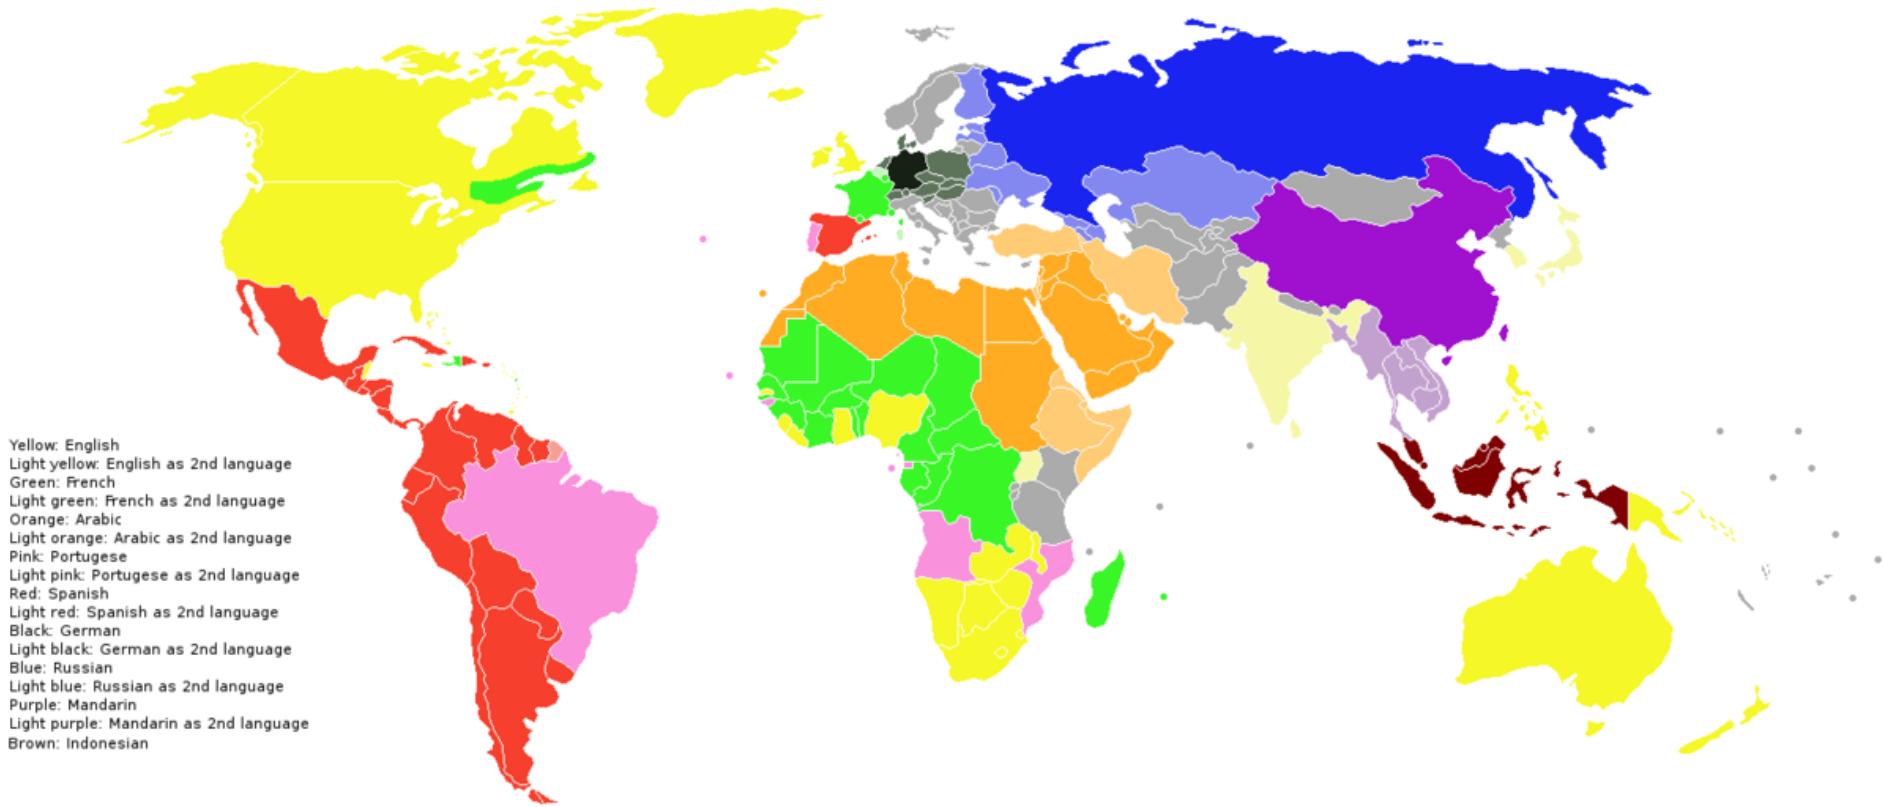 Yellow: English
Light yellow: English as 2nd language
Green: French
Light green: French as 2nd language
Orange: Arabic
Light orange: Arabic as 2nd language
Pink: Portugese
Light pink: Portugese as 2nd language
Red: Spanish
Light red: Spanish as 2nd language
Black: German
Light black: German as 2nd language
Blue: Russian
Light blue: Russian as 2nd language
Purple: Mandarin
Light purple: Mandarin as 2nd language
Brown: Indonesian